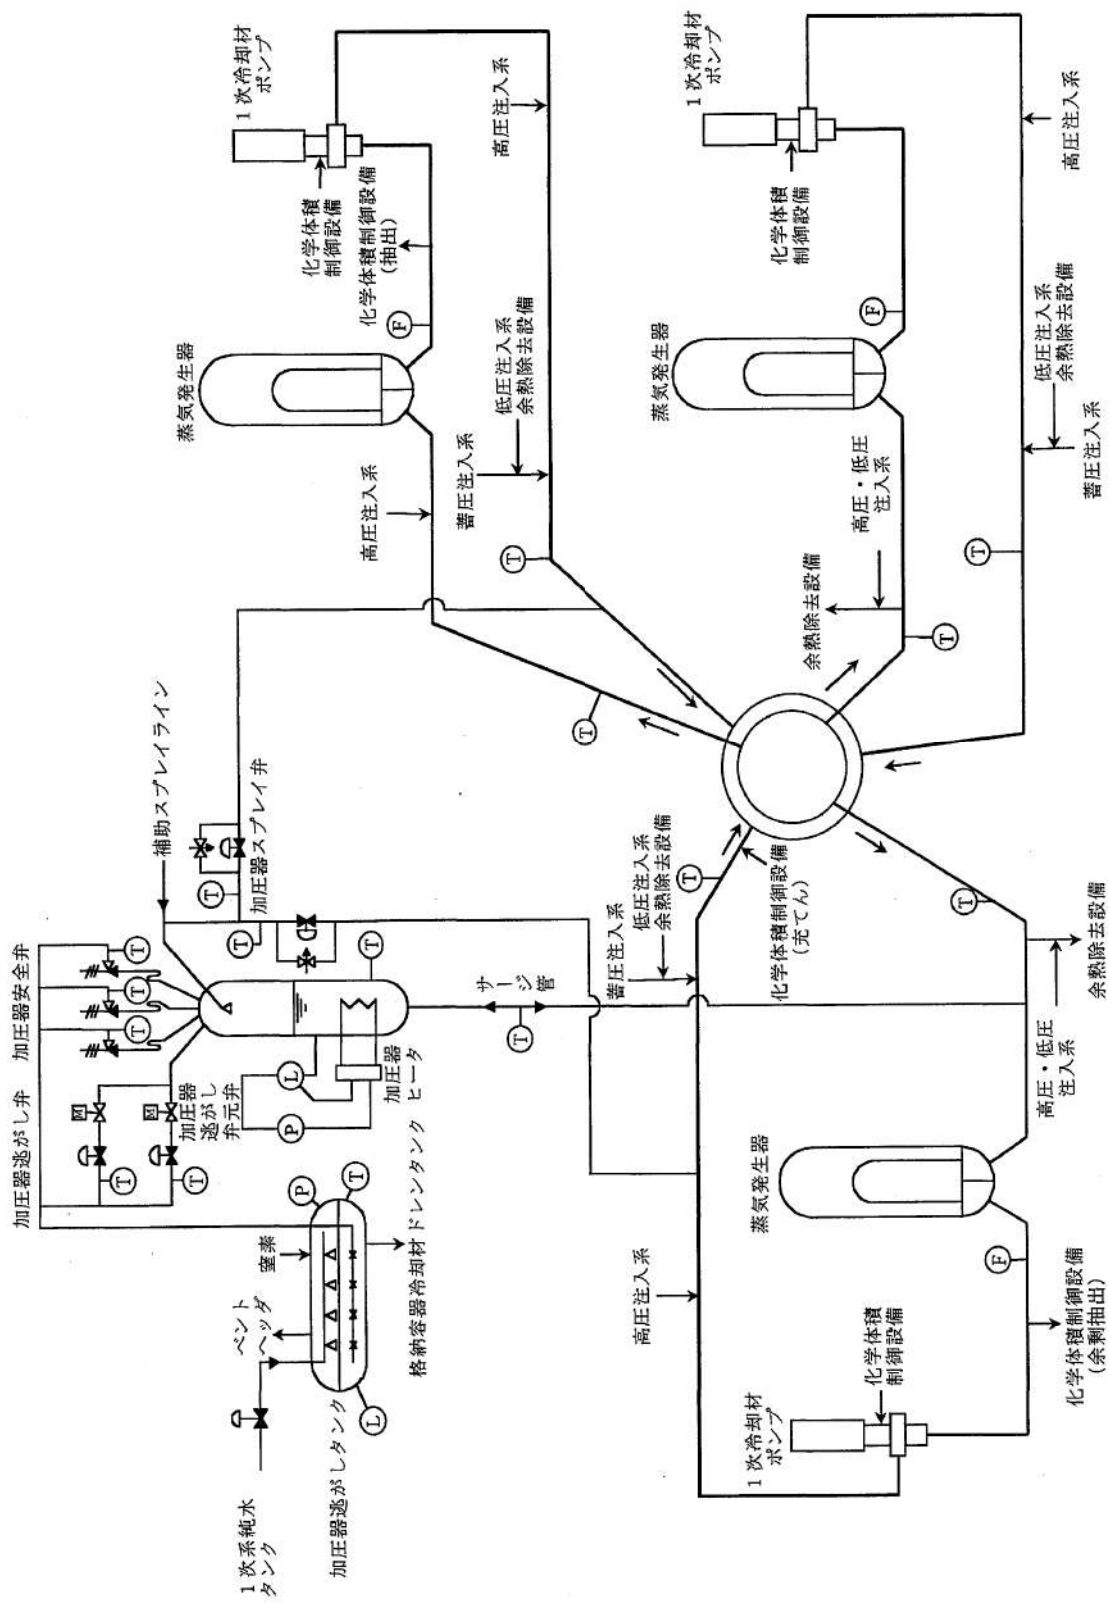 1次冷却材
ポンプ
化学体積
制御設備
化学体積制御設備
(抽出)
F
高圧注入系
蒸気発生器
低圧注入系
余熱除去設備
蓄圧注入系
高圧注入系
T
T
1次冷却材
ポンプ
化学体積
制御設備
高圧注入系
F
蒸気発生器
低圧注入系
余熱除去設備
蓄圧注入系
高圧・低圧
注入系
余熱除去設備
T
T
補助スプレイライン
加圧器スプレイ弁
T
T
加圧器安全弁
T
T
T
加圧器逃がし弁
M
M
T
T
加圧器
逃がし
弁元弁
L
P
加圧器
ヒータ
T
サージ管
T
蓄圧注入系
低圧注入系
余熱除去設備
T
化学体積制御設備
(充てん)
T
余熱除去設備
高圧・低圧
注入系
蒸気発生器
F
化学体積制御設備
(余剰抽出)
高圧注入系
化学体積
制御設備
1次冷却材
ポンプ
P
T
窒素
ベント
ヘッダ
格納容器冷却材ドレンタンク
L
加圧器逃がしタンク
1次系純水
タンク